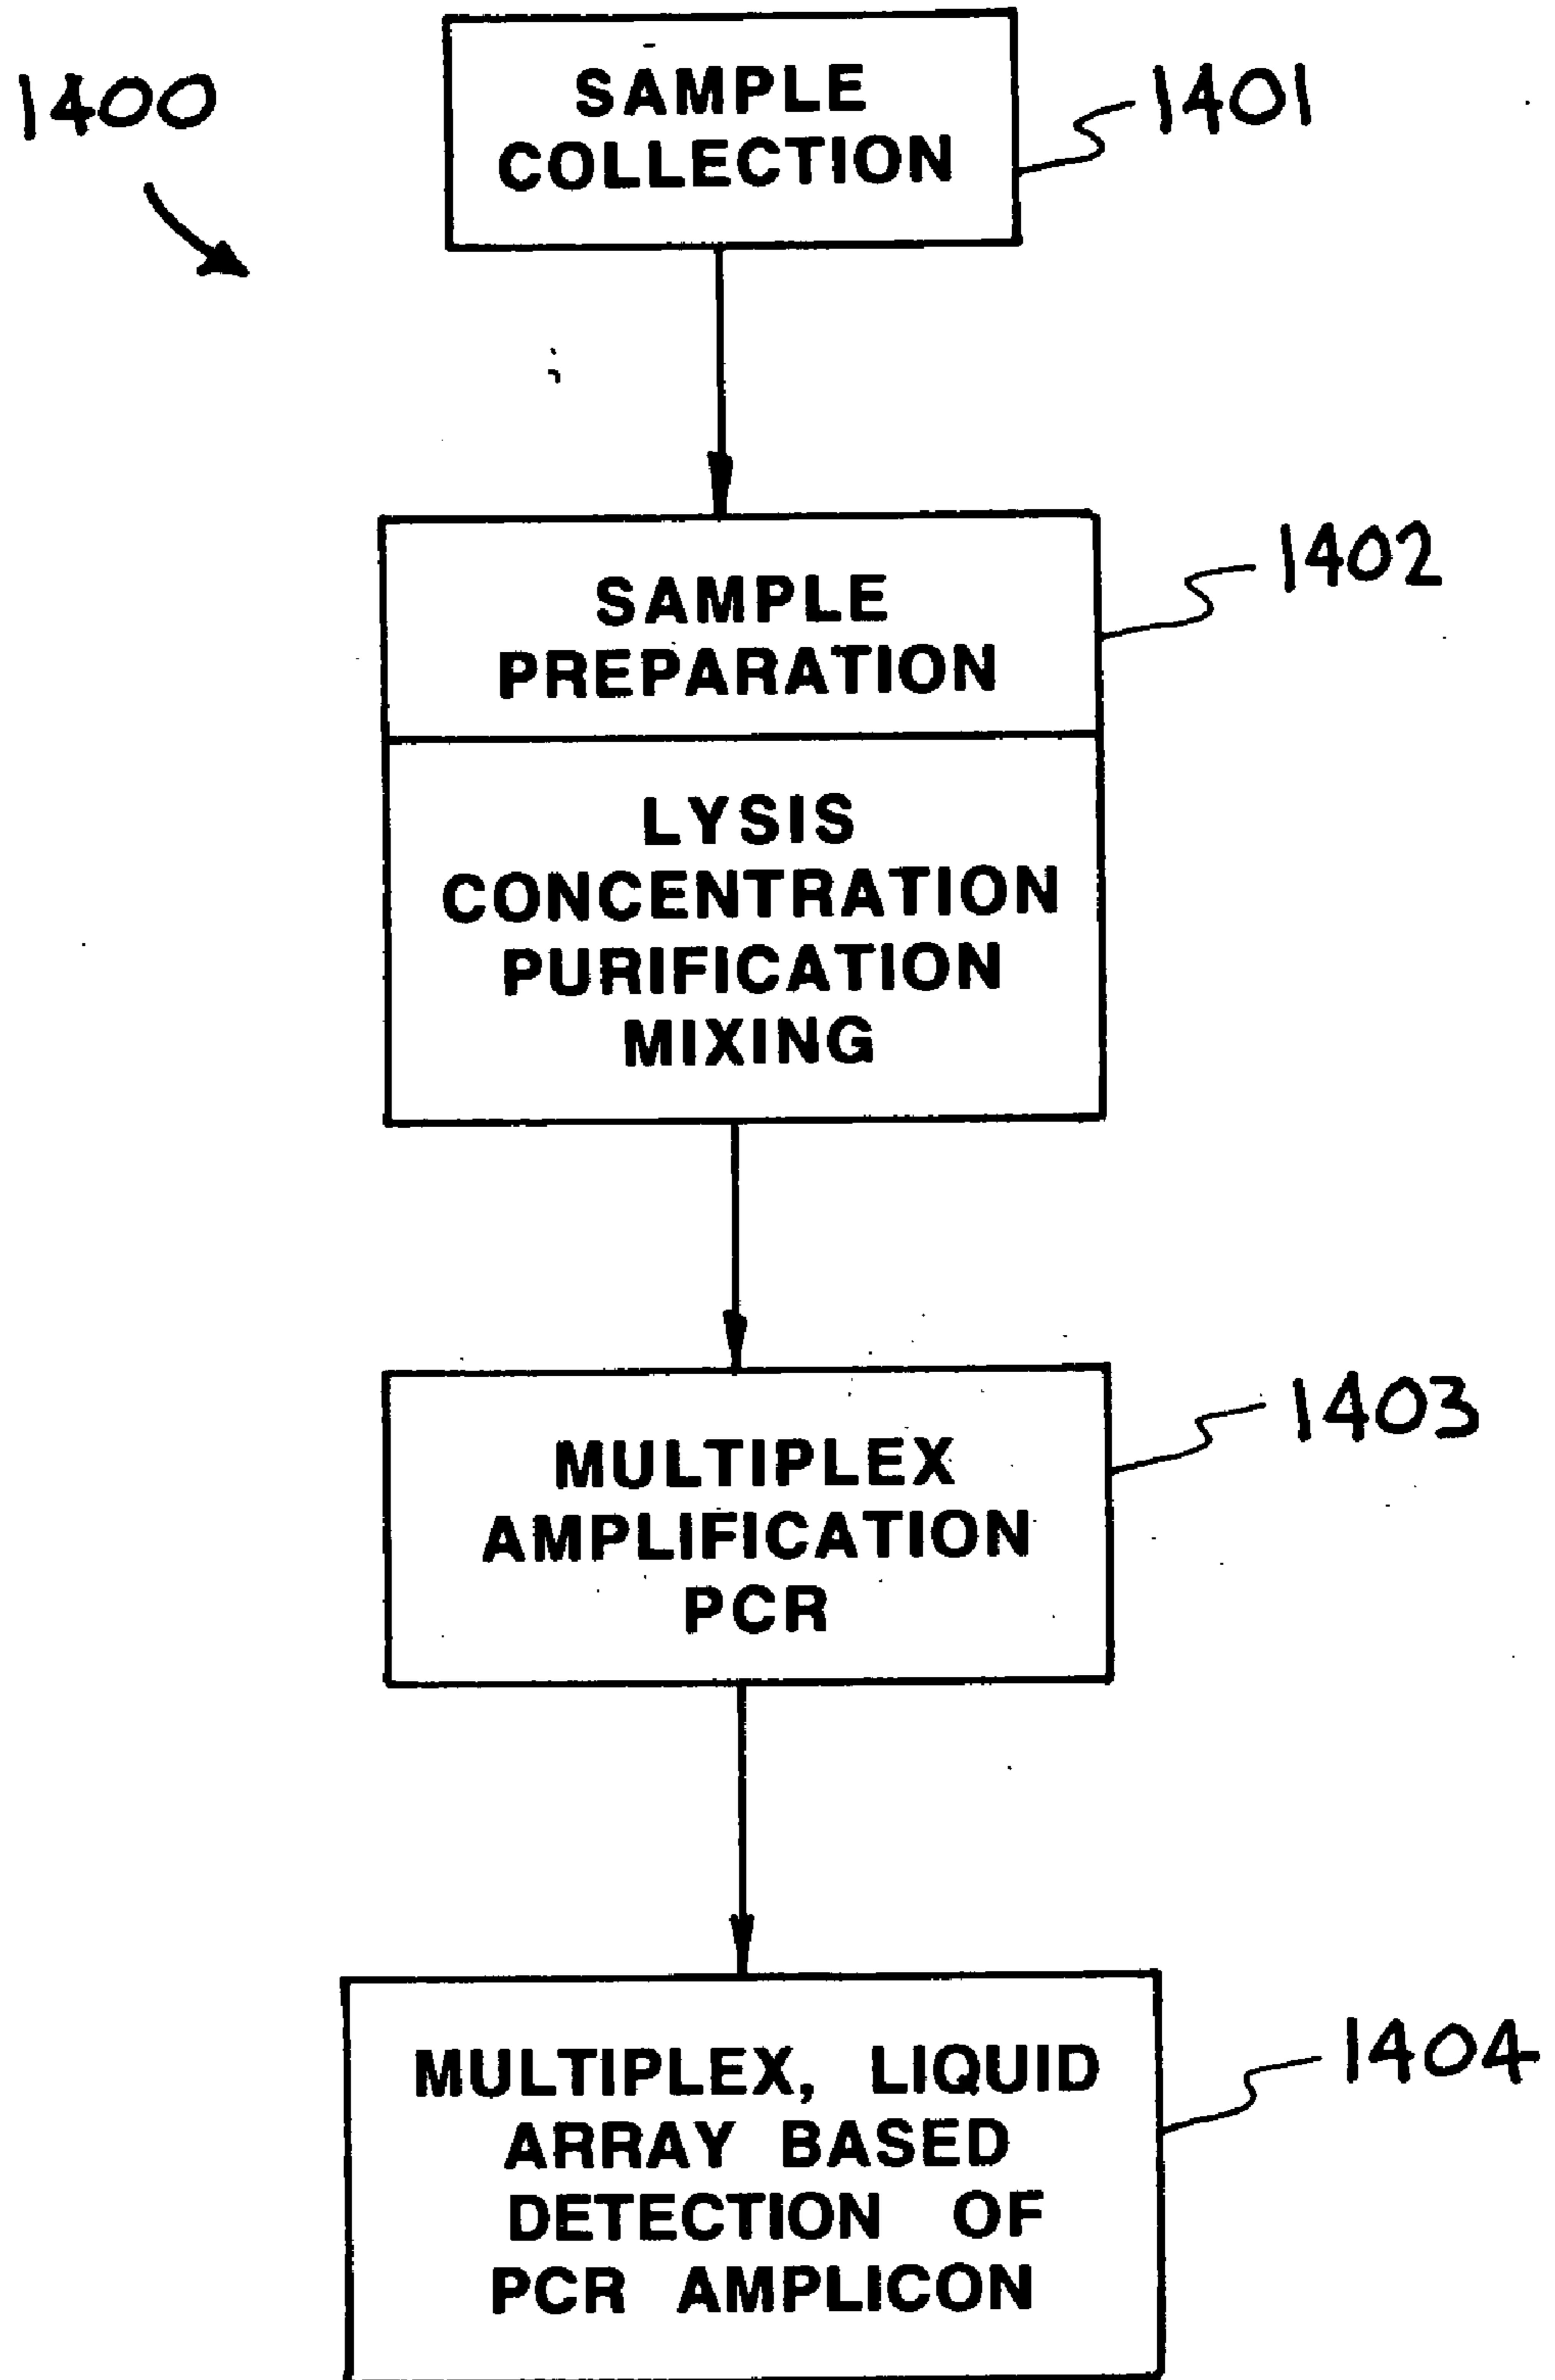 1400
SAMPLE
COLLECTION
1401
SAMPLE
PREPARATION
1402
LYSIS
CONCENTRATION
PURIFICATION
MIXING
MULTIPLEX
AMPLIFICATION
PCR
1403
MULTIPLEX, LIQUID
ARRAY BASED
DETECTION OF
PCR AMPLICON
1404